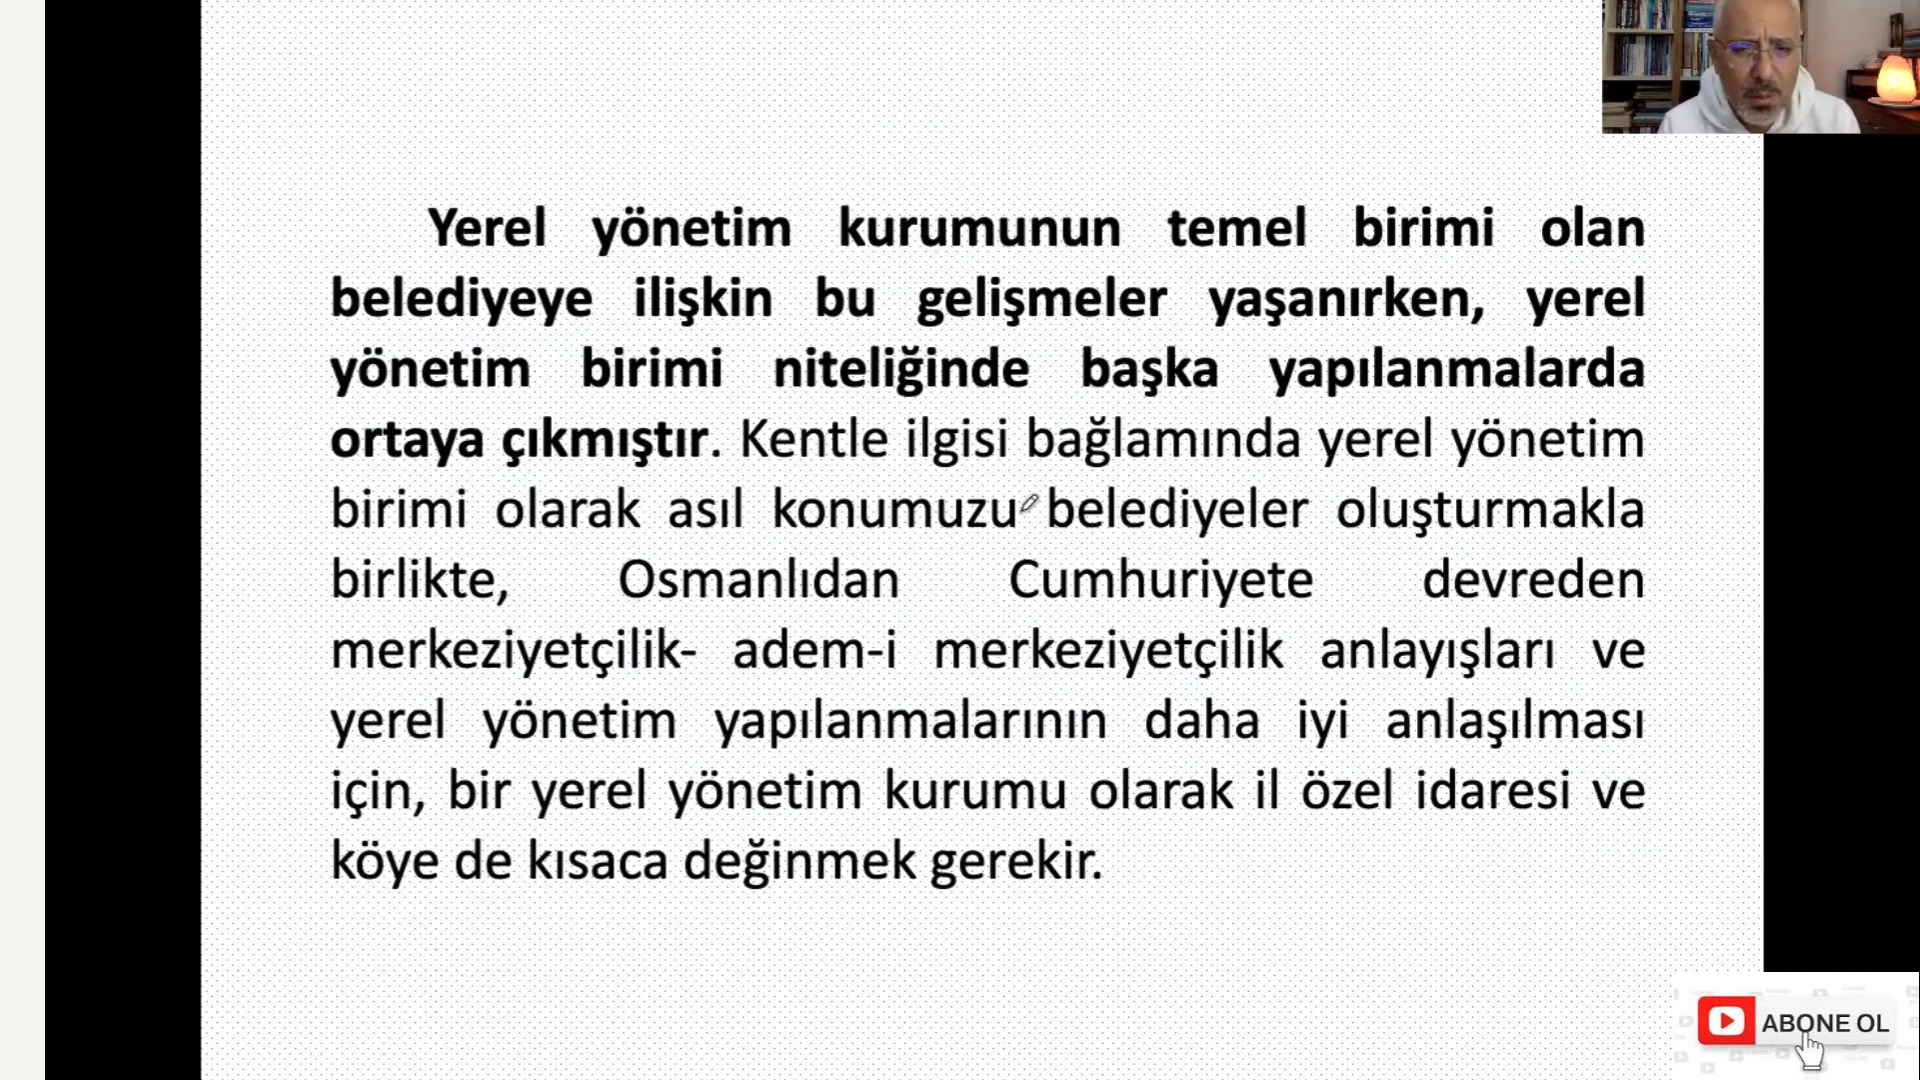 Yerel yönetim kurumunun temel birimi olan
belediyeye ilişkin bu gelişmeler yaşanırken, yerel
yönetim birimi niteliğinde başka yapılanmalarda
ortaya çıkmıştır. Kentle ilgisi bağlamında yerel yönetim
birimi olarak asıl konumuzu belediyeler oluşturmakla
birlikte, Osmanlıdan Cumhuriyete devreden
merkeziyetçilik- adem-i merkeziyetçilik anlayışları ve
yerel yönetim yapılanmalarının daha iyi anlaşılması
için, bir yerel yönetim kurumu olarak il özel idaresi ve
köye de kısaca değinmek gerekir.
ABONE OL